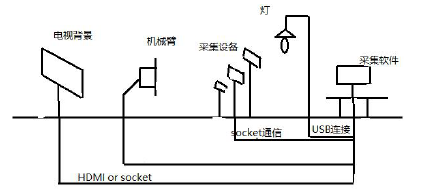 灯
电视背景
机械臂
采集设备
采集软件
socket通信
USB连接
HDMI or socket